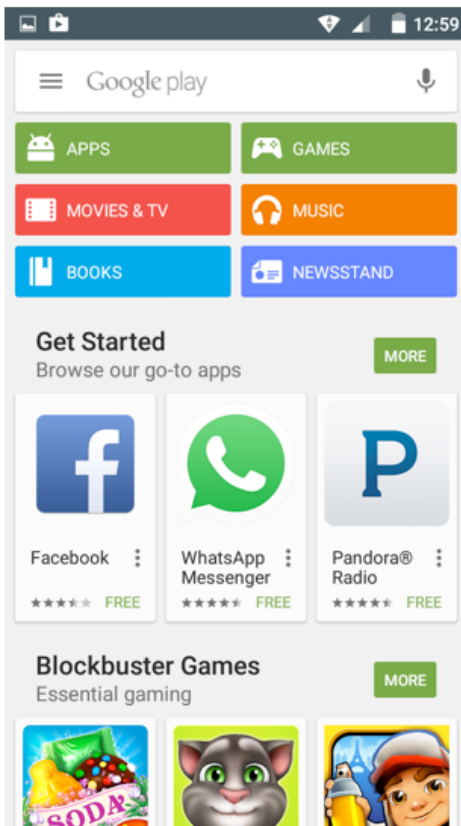 12:59
Google play
APPS
GAMES
MOVIES & TV
MUSIC
BOOKS
NEWSSTAND
Get Started
MORE
Browse our go-to apps
Facebook
WhatsApp Messenger
Pandora® Radio
FREE
FREE
FREE
Blockbuster Games
MORE
Essential gaming
SODA